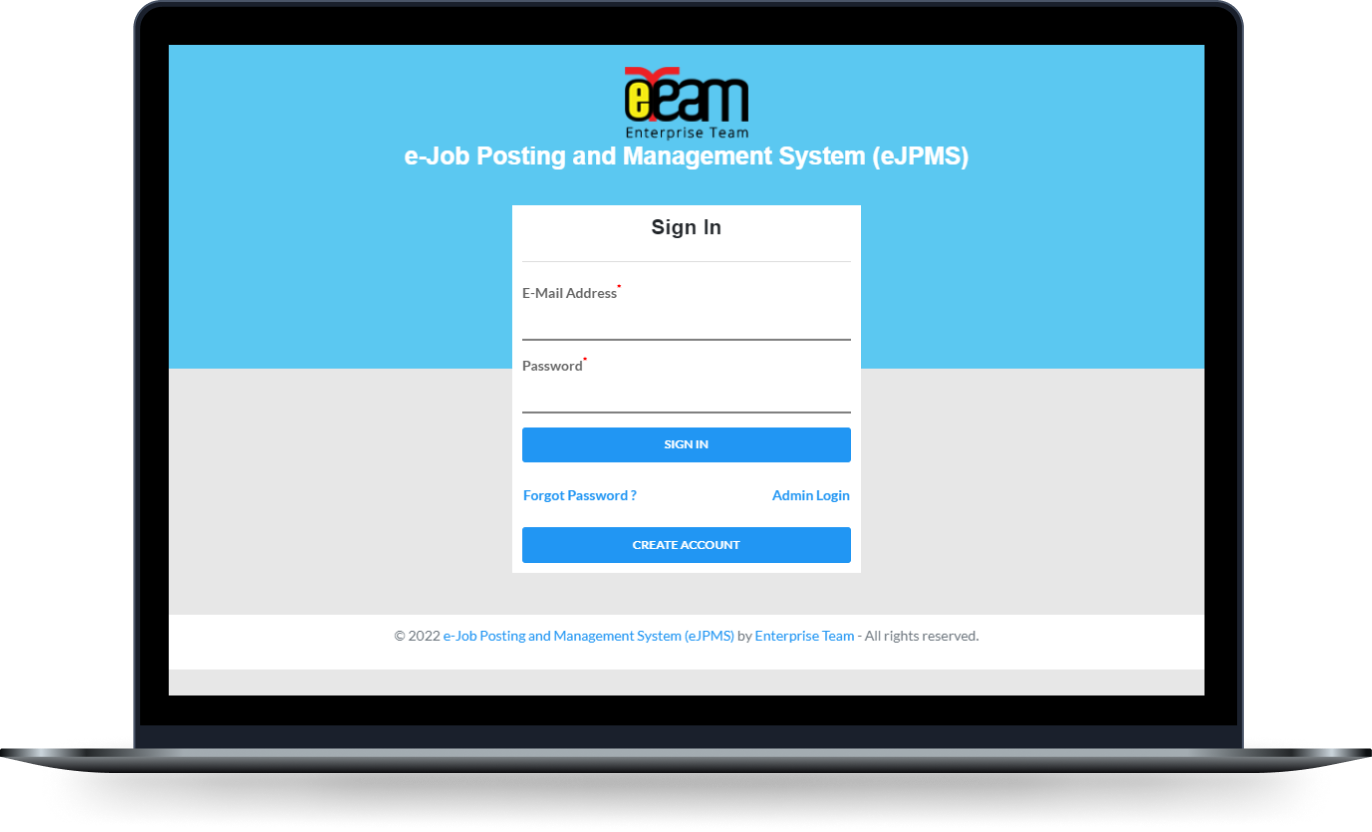 eTeam
Enterprise Team
e-Job Posting and Management System (eJPMS)
Sign In
E-Mail Address*
Password*
SIGN IN
Forgot Password ? Admin Login
CREATE ACCOUNT
© 2022 e-Job Posting and Management System (eJPMS) by Enterprise Team - All rights reserved.